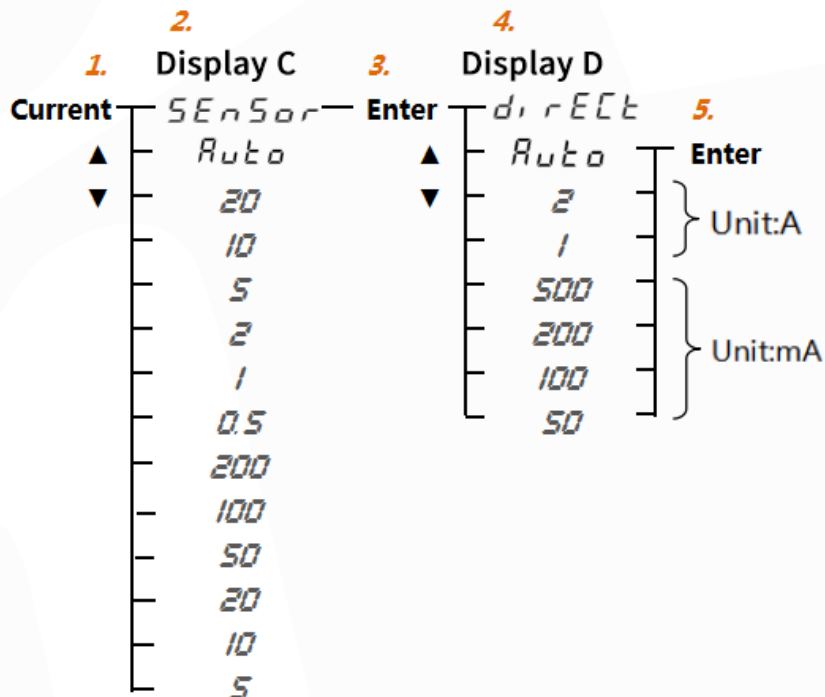 2. 4.
1. Display C 3. Display D
Current SEnSor Enter dirECt 5.
▲ Auto ▲ Auto Enter
▼ 20 ▼ 2
10 1 Unit:A
5 500
2 200
1 100 Unit:mA
0.5 50
200
100
50
20
10
5